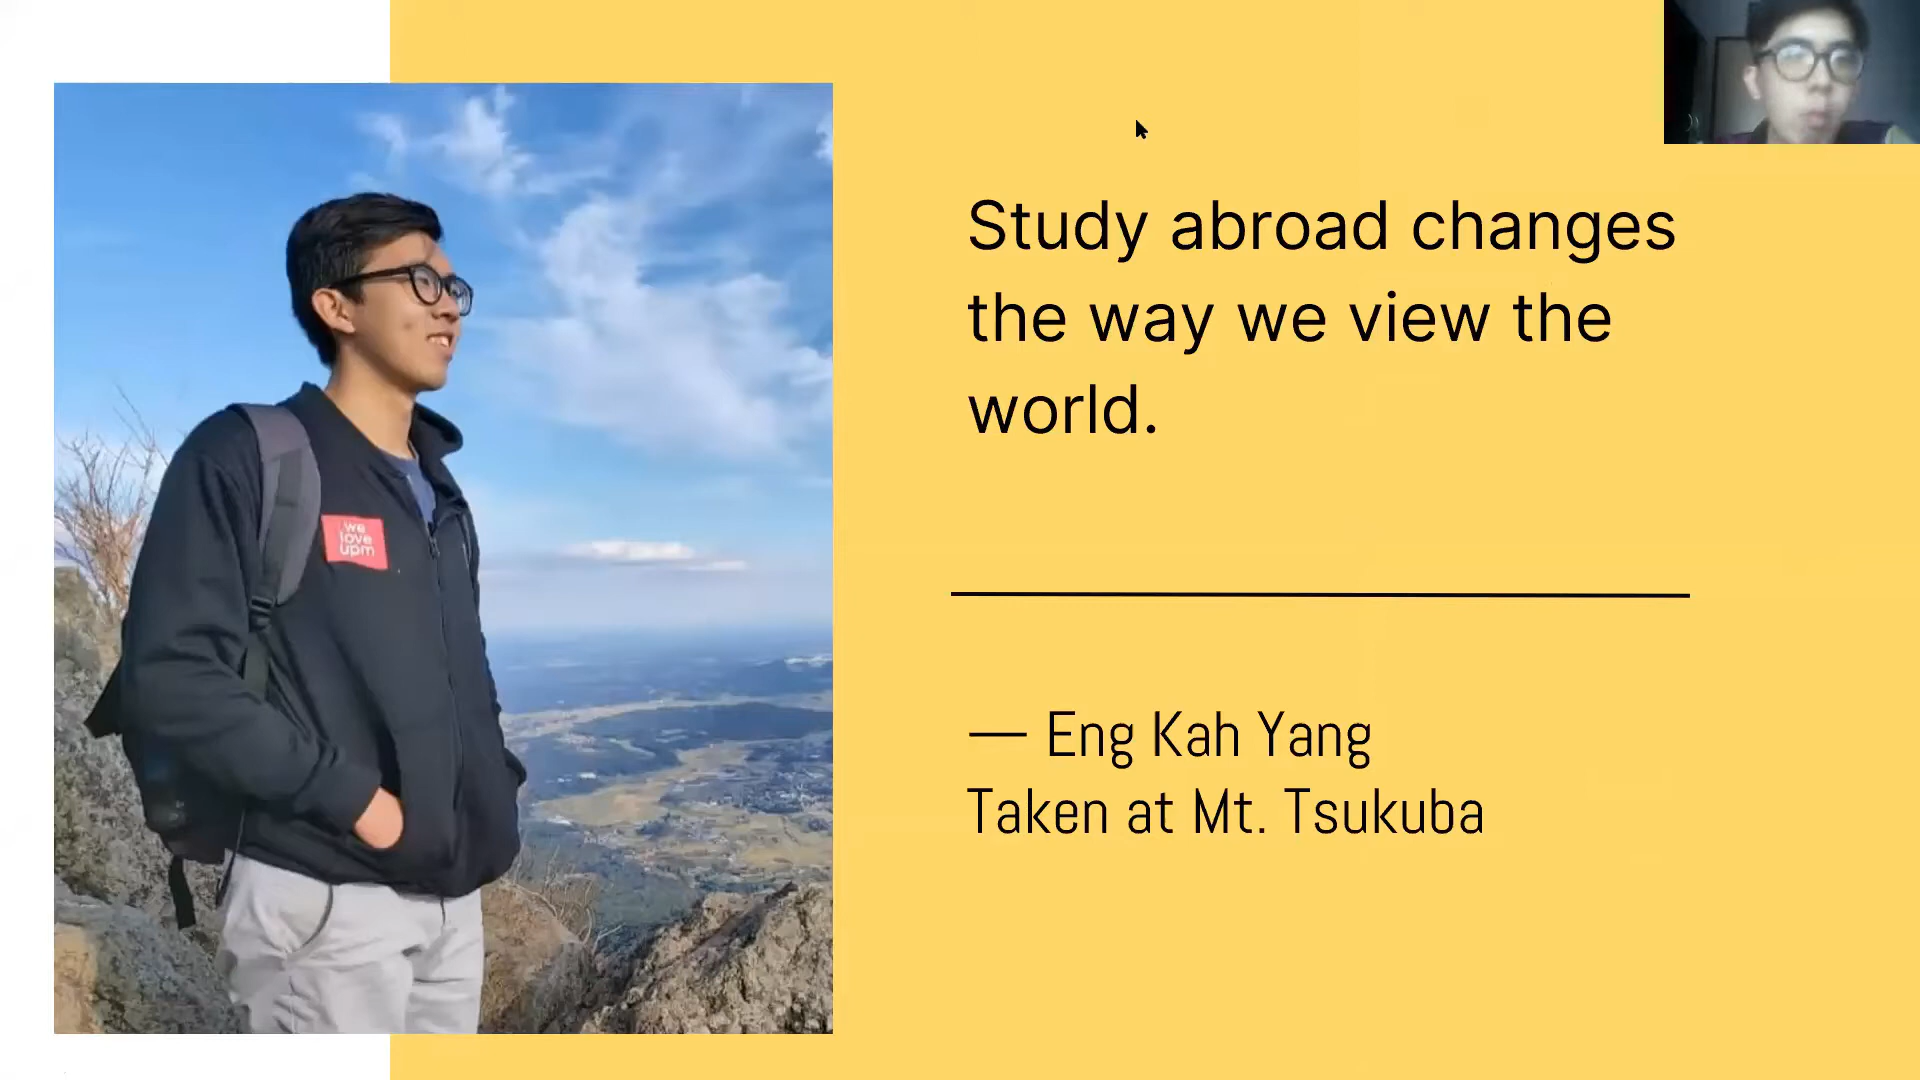 Study abroad changes
the way we view the
world.
— Eng Kah Yang
Taken at Mt. Tsukuba
we
love
upm